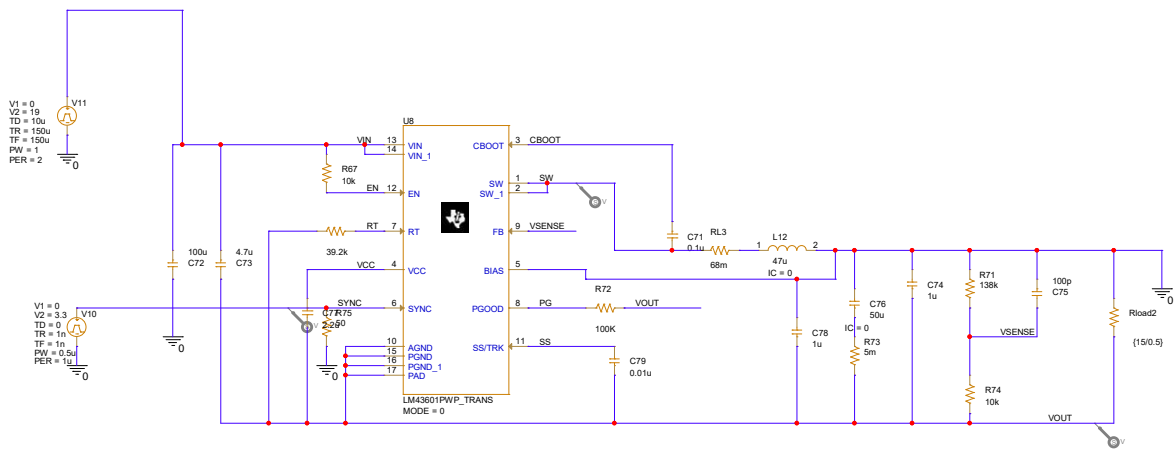 V11
V1 = 0
V2 = 19
TD = 10u
TR = 150u
TF = 150u
PW = 1
PER = 2
0
U8
VIN 13 VIN
14 VIN_1
R67
10k
EN 12 EN
RT 7 RT
39.2k
VCC 4 VCC
SYNC 6 SYNC
10 AGND
15 PGND
16 PGND_1
17 PAD
CBOOT 3 CBOOT
SW 1 SW
SW_1 2
FB 9 VSENSE
BIAS 5
PGOOD 8 PG
R72
100K
VOUT
SS/TRK 11 SS
LM43601PWP_TRANS
MODE = 0
100u
C72
4.7u
C73
0
V1 = 0
V2 = 3.3
TD = 0
TR = 1n
TF = 1n
PW = 0.5u
PER = 1u
V10
0
C77
2.2u
R75
50
V
0
V
C71
0.1u
RL3
68m
L12
1 2
47u
IC = 0
C79
0.01u
C78
1u
C76
50u
IC = 0
R73
5m
C74
1u
R71
138k
100p
C75
VSENSE
R74
10k
Rload2
{15/0.5}
0
VOUT
V